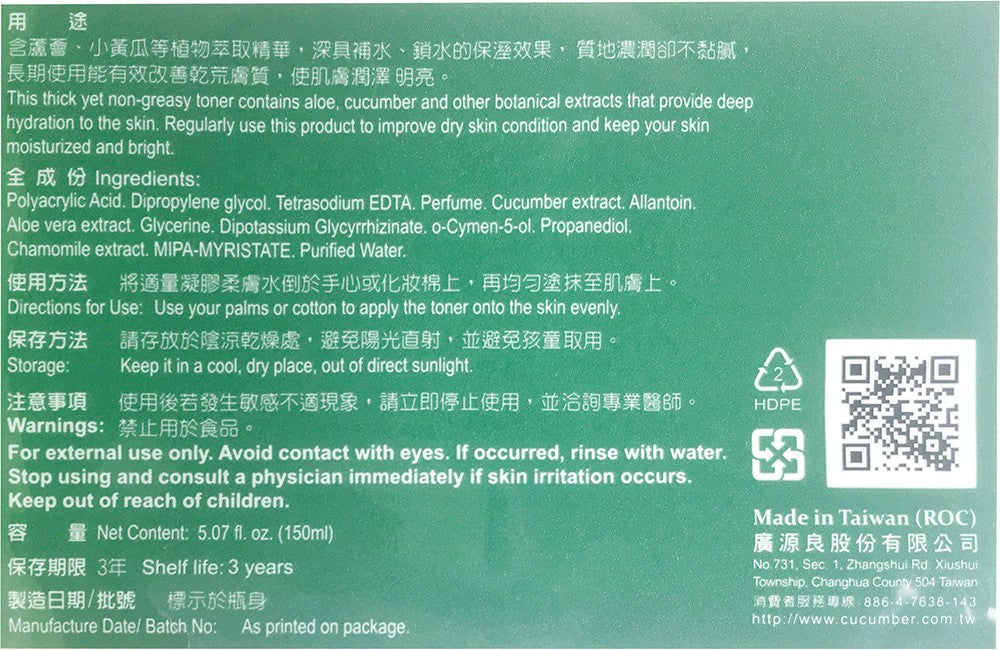 用 途
含蘆薈、小黃瓜等植物萃取精華，深具補水、鎖水的保溼效果， 質地濃潤卻不黏膩，
長期使用能有效改善乾荒膚質，使肌膚潤澤 明亮。
This thick yet non-greasy toner contains aloe, cucumber and other botanical extracts that provide deep
hydration to the skin. Regularly use this product to improve dry skin condition and keep your skin
moisturized and bright.
全 成 份 Ingredients:
Polyacrylic Acid. Dipropylene glycol. Tetrasodium EDTA. Perfume. Cucumber extract. Allantoin.
Aloe vera extract. Glycerine. Dipotassium Glycyrrhizinate. o-Cymen-5-ol. Propanediol.
Chamomile extract. MIPA-MYRISTATE. Purified Water.
使用方法 將適量凝膠柔膚水倒於手心或化妝棉上，再均勻塗抹至肌膚上。
Directions for Use: Use your palms or cotton to apply the toner onto the skin evenly.
保存方法 請存放於陰涼乾燥處，避免陽光直射，並避免孩童取用。
Storage: Keep it in a cool, dry place, out of direct sunlight.
注意事項 使用後若發生敏感不適現象，請立即停止使用，並洽詢專業醫師。
Warnings: 禁止用於食品。
For external use only. Avoid contact with eyes. If occurred, rinse with water.
Stop using and consult a physician immediately if skin irritation occurs.
Keep out of reach of children.
容 量 Net Content: 5.07 fl. oz. (150ml)
保存期限 3年 Shelf life: 3 years
製造日期/批號 標示於瓶身
Manufacture Date/ Batch No: As printed on package.
2
HDPE
Made in Taiwan (ROC)
廣源良股份有限公司
No.731, Sec. 1, Zhangshui Rd. Xiushui
Township, Changhua County 504 Taiwan
消費者服務專線 886-4-7638-143
http://www.cucumber.com.tw